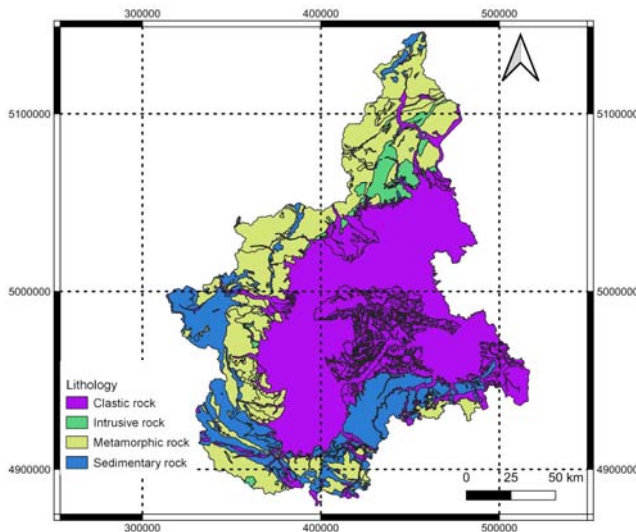 300000 400000 500000
5100000 5100000
5000000 5000000
Lithology
Clastic rock
Intrusive rock
Metamorphic rock
Sedimentary rock
4900000 4900000
0 25 50 km
300000 400000 500000